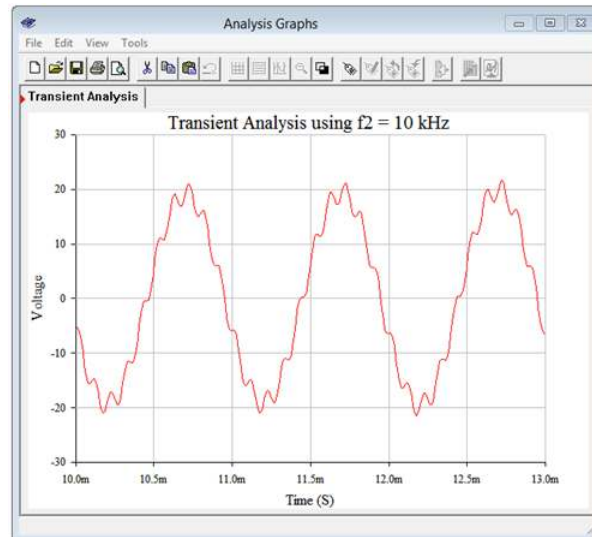 Analysis Graphs
File Edit View Tools
Transient Analysis
Transient Analysis using f2 = 10 kHz
30
20
10
0
-10
-20
-30
Voltage
10.0m 10.5m 11.0m 11.5m 12.0m 12.5m 13.0m
Time (S)